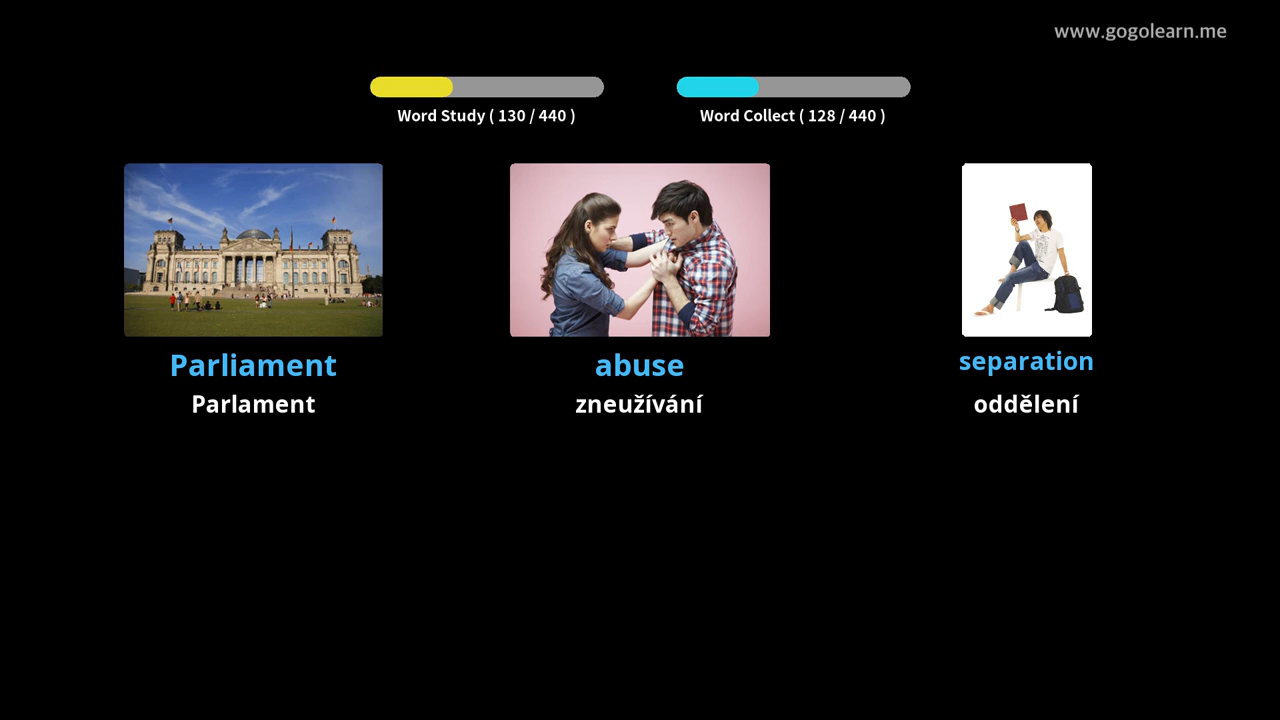 www.gogolearn.me
Word Study ( 130 / 440 )
Word Collect ( 128 / 440 )
Parliament
Parlament
abuse
zneužívání
separation
oddělení